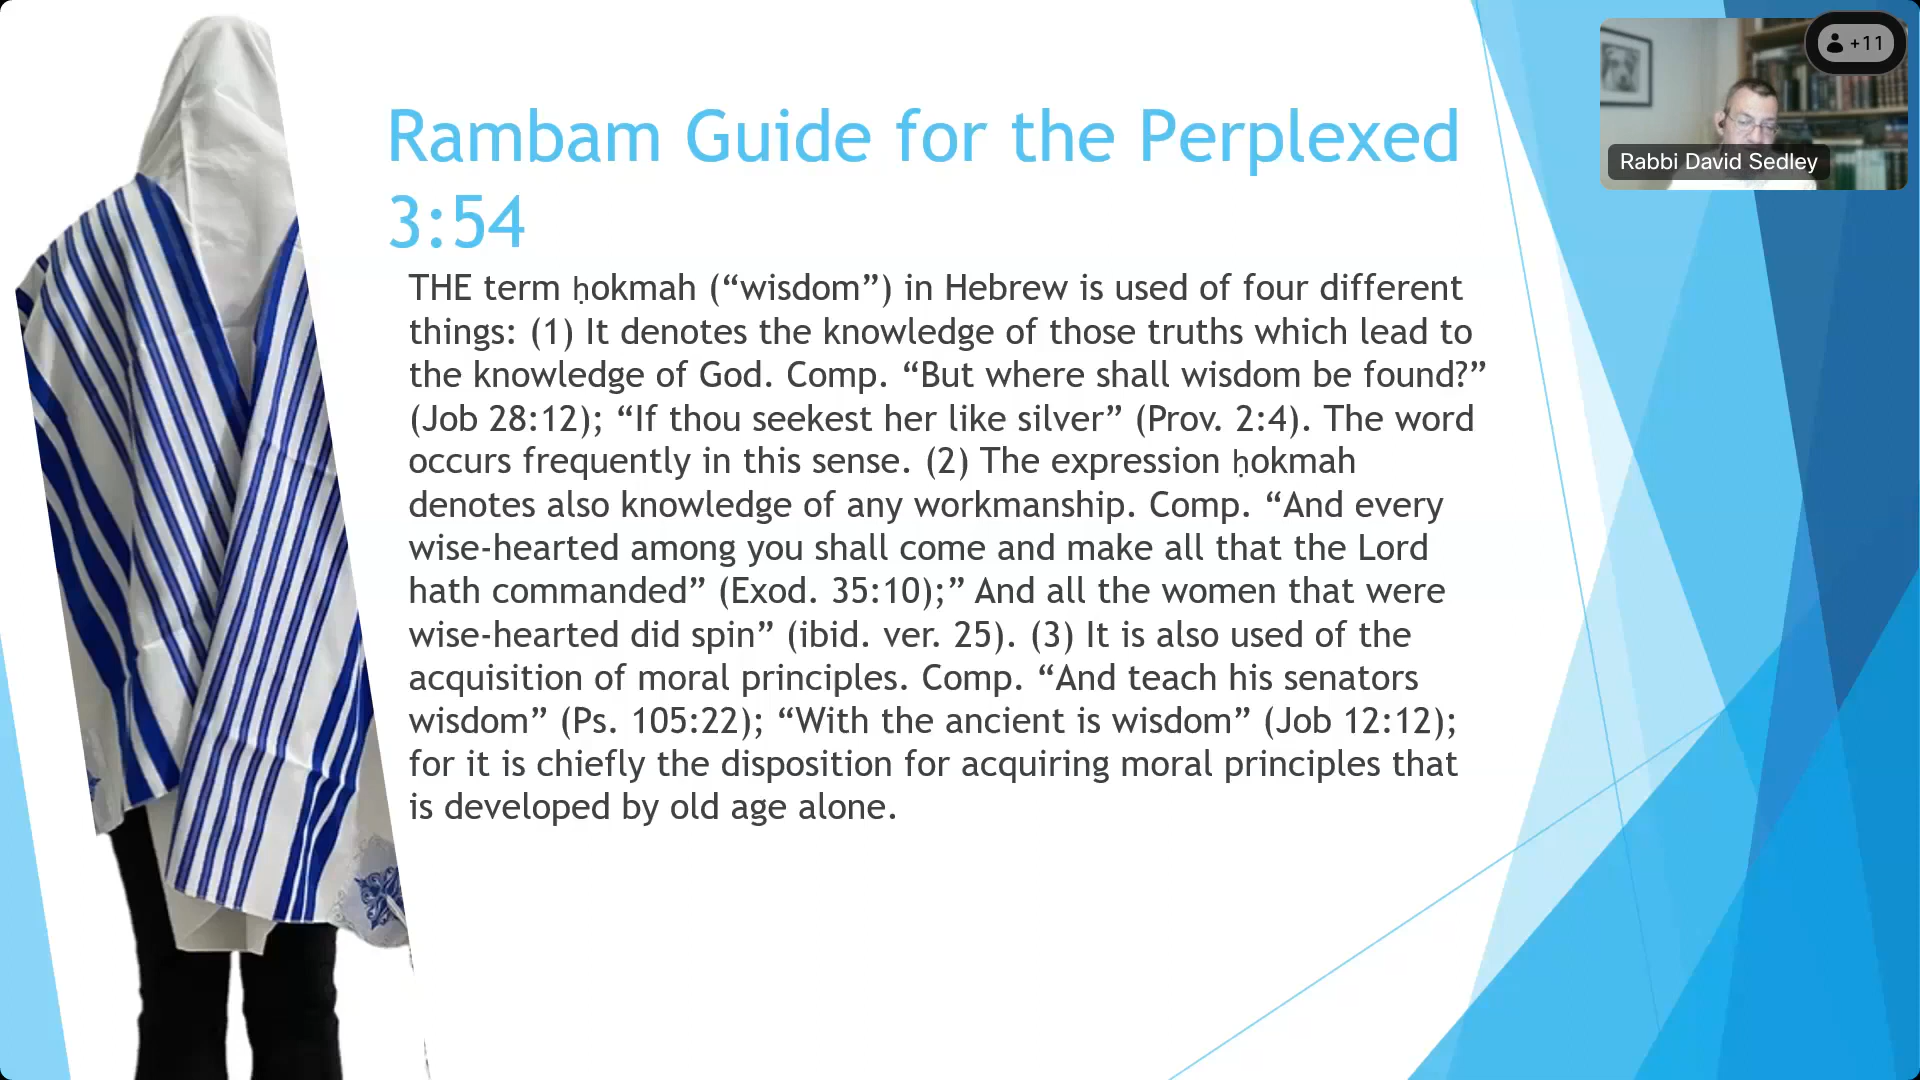 Rambam Guide for the Perplexed
3:54
THE term ḥokmah (“wisdom”) in Hebrew is used of four different
things: (1) It denotes the knowledge of those truths which lead to
the knowledge of God. Comp. “But where shall wisdom be found?”
(Job 28:12); “If thou seekest her like silver” (Prov. 2:4). The word
occurs frequently in this sense. (2) The expression ḥokmah
denotes also knowledge of any workmanship. Comp. “And every
wise-hearted among you shall come and make all that the Lord
hath commanded” (Exod. 35:10);” And all the women that were
wise-hearted did spin” (ibid. ver. 25). (3) It is also used of the
acquisition of moral principles. Comp. “And teach his senators
wisdom” (Ps. 105:22); “With the ancient is wisdom” (Job 12:12);
for it is chiefly the disposition for acquiring moral principles that
is developed by old age alone.
+11
Rabbi David Sedley